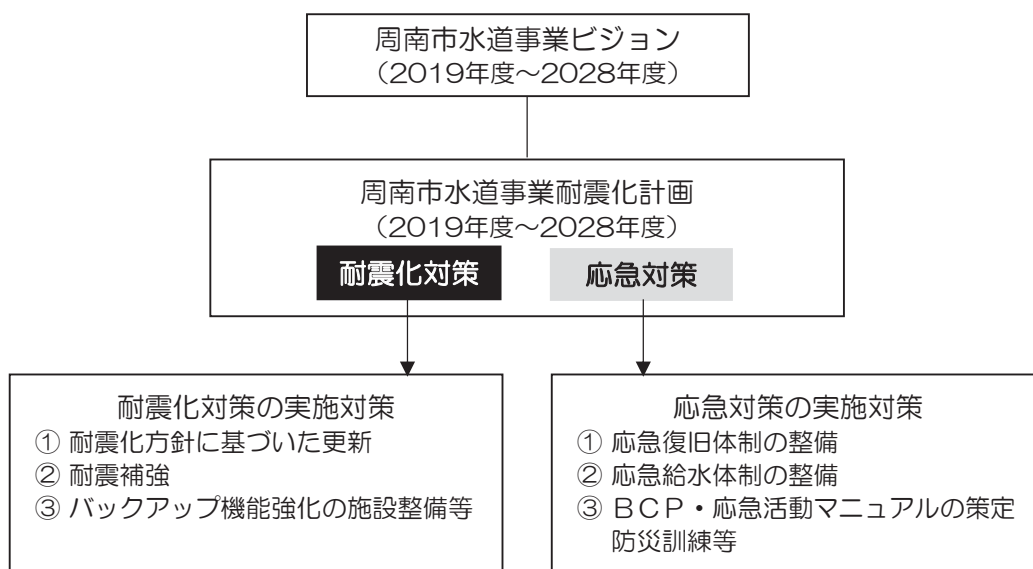 周南市水道事業ビジョン
（2019年度～2028年度）
周南市水道事業耐震化計画
（2019年度～2028年度）
耐震化対策
応急対策
耐震化対策の実施対策
① 耐震化方針に基づいた更新
② 耐震補強
③ バックアップ機能強化の施設整備等
応急対策の実施対策
① 応急復旧体制の整備
② 応急給水体制の整備
③ ＢＣＰ・応急活動マニュアルの策定
防災訓練等